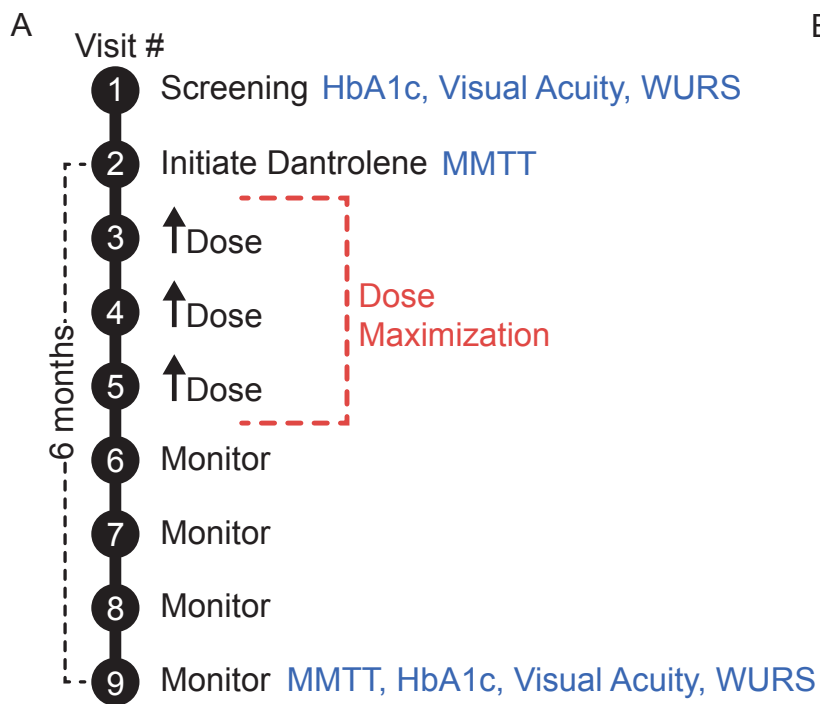 A
Visit #
1 Screening HbA1c, Visual Acuity, WURS
2 Initiate Dantrolene MMTT
3 ↑Dose
4 ↑Dose
5 ↑Dose
Dose
Maximization
6 Monitor
7 Monitor
8 Monitor
9 Monitor MMTT, HbA1c, Visual Acuity, WURS
6 months